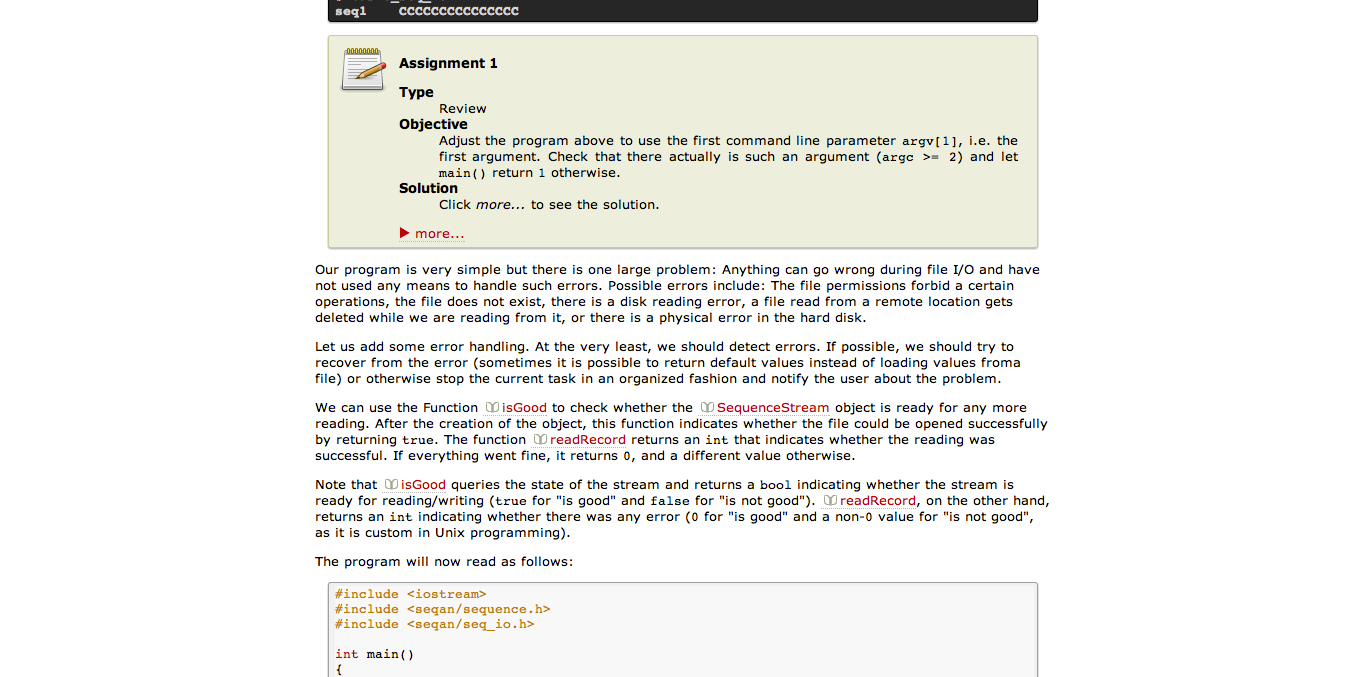 seq1 CCCCCCCCCCCCCCC
Assignment 1
Type
Review
Objective
Adjust the program above to use the first command line parameter argv[1], i.e. the
first argument. Check that there actually is such an argument (argc >= 2) and let
main() return 1 otherwise.
Solution
Click more... to see the solution.
more...
Our program is very simple but there is one large problem: Anything can go wrong during file I/O and have
not used any means to handle such errors. Possible errors include: The file permissions forbid a certain
operations, the file does not exist, there is a disk reading error, a file read from a remote location gets
deleted while we are reading from it, or there is a physical error in the hard disk.
Let us add some error handling. At the very least, we should detect errors. If possible, we should try to
recover from the error (sometimes it is possible to return default values instead of loading values froma
file) or otherwise stop the current task in an organized fashion and notify the user about the problem.
We can use the Function isGood to check whether the SequenceStream object is ready for any more
reading. After the creation of the object, this function indicates whether the file could be opened successfully
by returning true. The function readRecord returns an int that indicates whether the reading was
successful. If everything went fine, it returns 0, and a different value otherwise.
Note that isGood queries the state of the stream and returns a bool indicating whether the stream is
ready for reading/writing (true for "is good" and false for "is not good"). readRecord, on the other hand,
returns an int indicating whether there was any error (0 for "is good" and a non-0 value for "is not good",
as it is custom in Unix programming).
The program will now read as follows:
#include <iostream>
#include <seqan/sequence.h>
#include <seqan/seq_io.h>
int main()
{